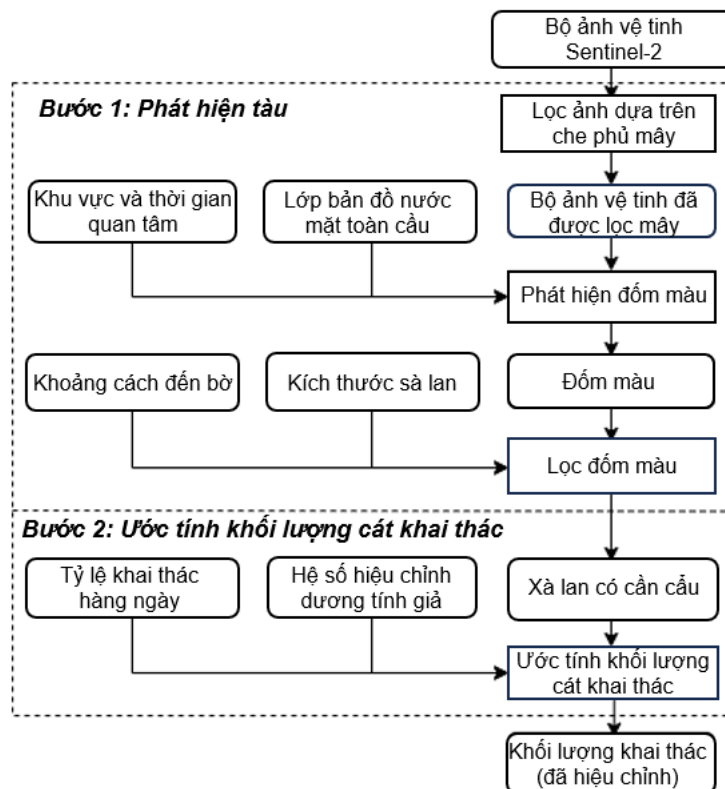 Bộ ảnh vệ tinh
Sentinel-2
Bước 1: Phát hiện tàu
Lọc ảnh dựa trên
che phủ mây
Khu vực và thời gian
quan tâm
Lớp bản đồ nước
mặt toàn cầu
Bộ ảnh vệ tinh đã
được lọc mây
Phát hiện đốm màu
Khoảng cách đến bờ
Kích thước sà lan
Đốm màu
Lọc đốm màu
Bước 2: Ước tính khối lượng cát khai thác
Tỷ lệ khai thác
hàng ngày
Hệ số hiệu chỉnh
dương tính giả
Xà lan có cần cẩu
Ước tính khối lượng
cát khai thác
Khối lượng khai thác
(đã hiệu chỉnh)